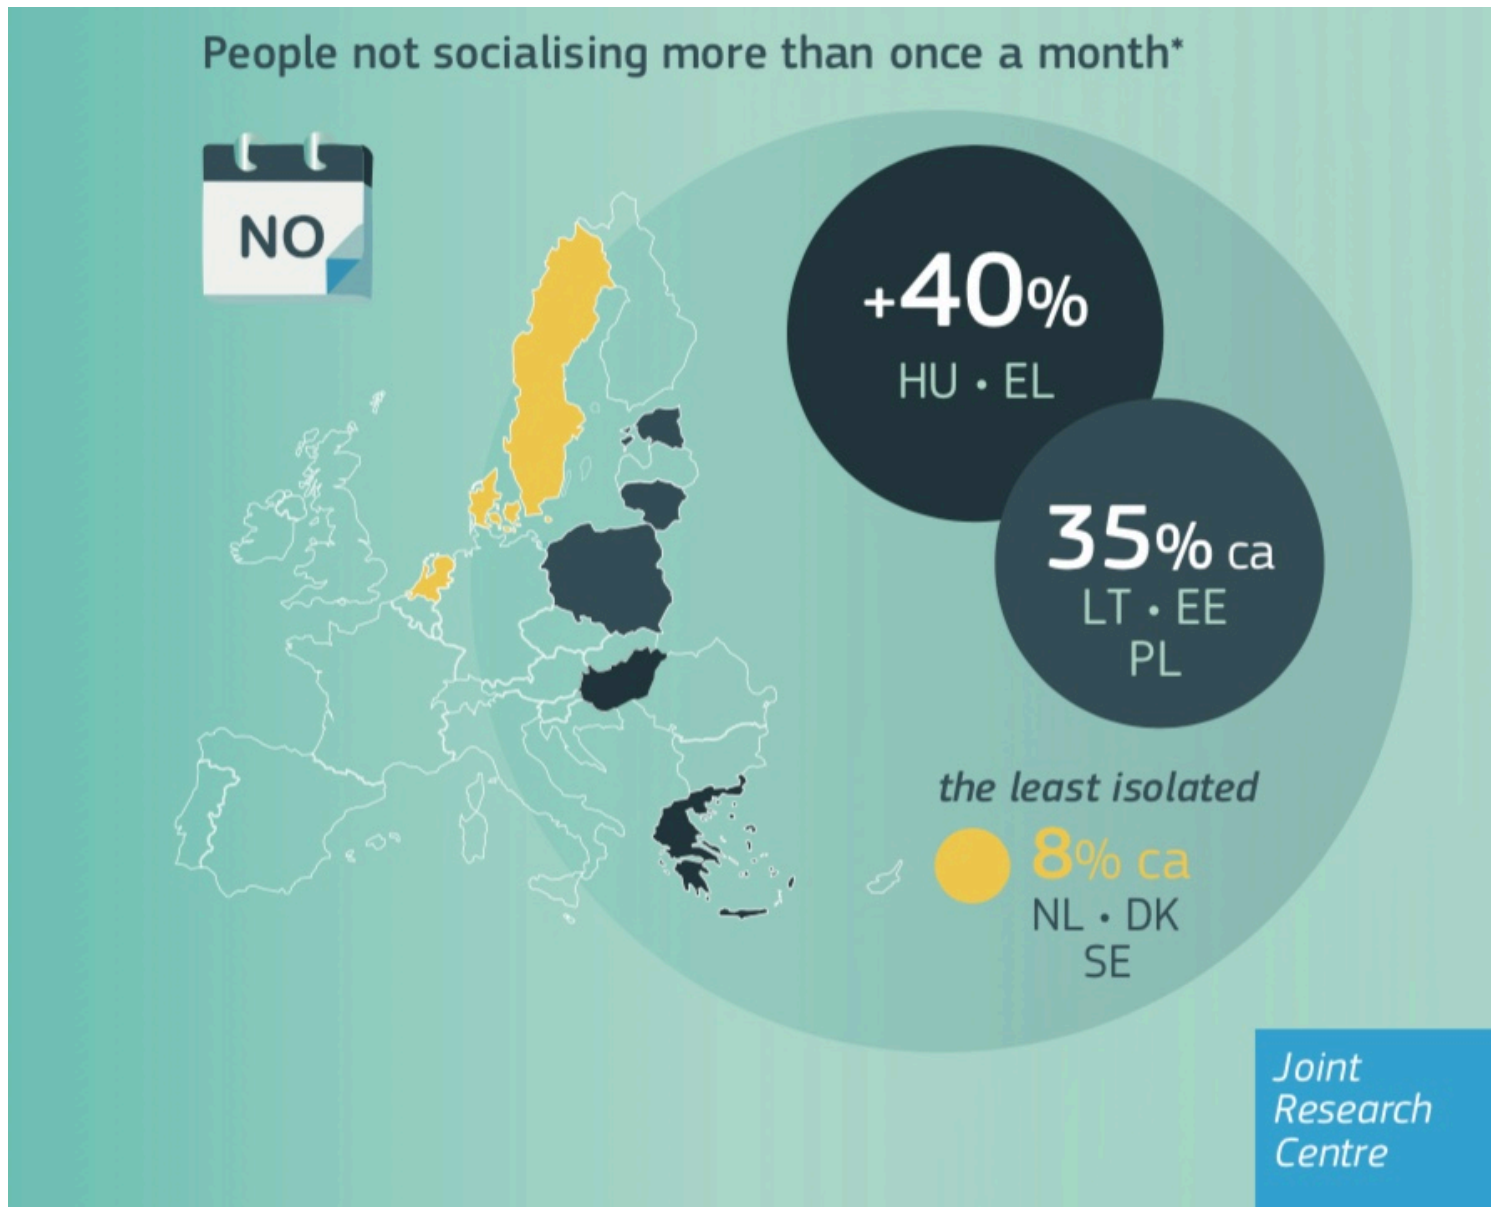 People not socialising more than once a month*
NO
+40%
HU • EL
35% ca
LT • EE
PL
the least isolated
8% ca
NL • DK
SE
Joint
Research
Centre